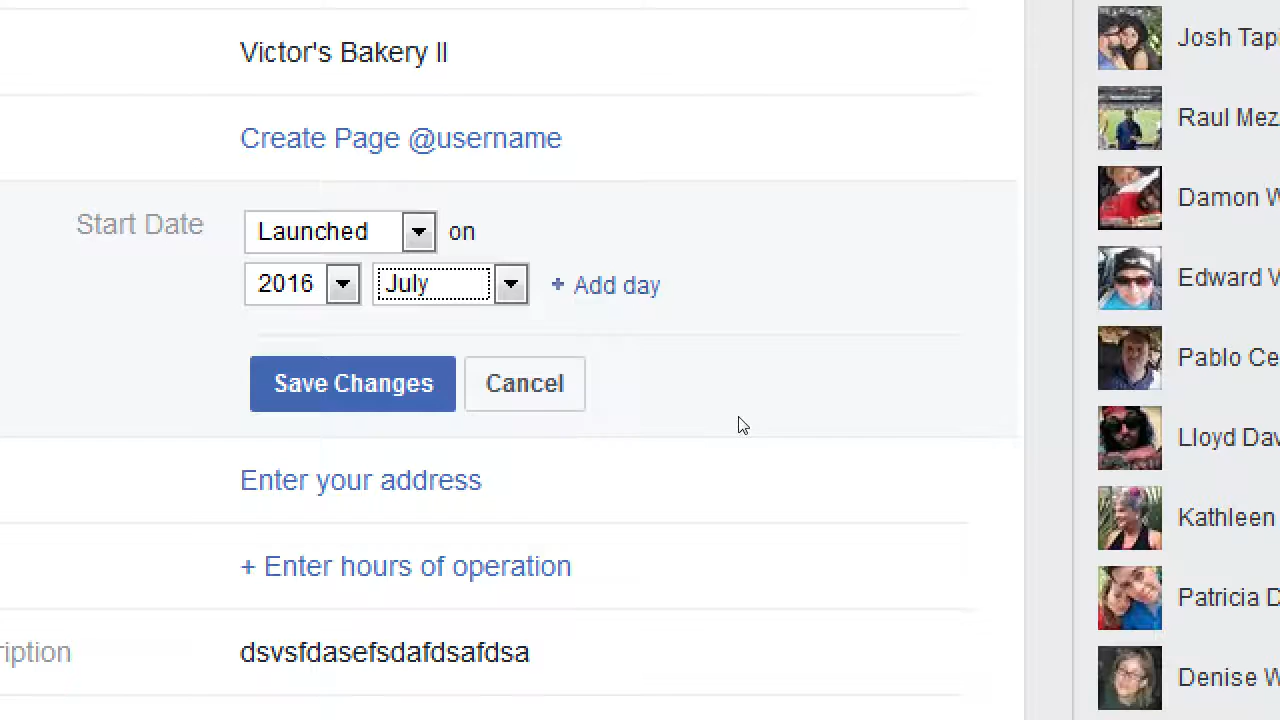 Victor's Bakery II
Create Page @username
Start Date
Launched on
2016 July + Add day
Save Changes Cancel
Enter your address
+ Enter hours of operation
ription
dsvsfdasefsdafdsafdsa
Josh Tap
Raul Mez
Damon W
Edward V
Pablo Ce
Lloyd Dav
Kathleen
Patricia D
Denise W